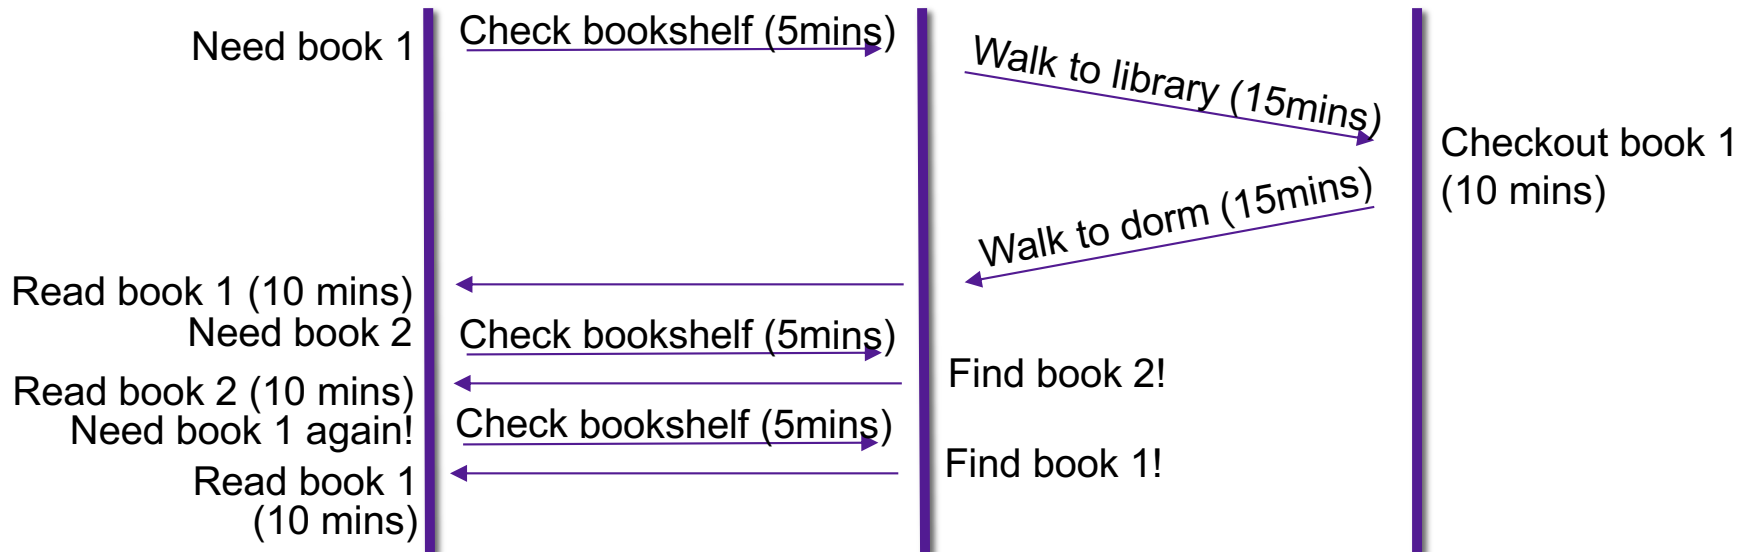 Need book 1
Check bookshelf (5mins)
Walk to library (15mins)
Checkout book 1
(10 mins)
Walk to dorm (15mins)
Read book 1 (10 mins)
Need book 2
Check bookshelf (5mins)
Find book 2!
Read book 2 (10 mins)
Need book 1 again!
Check bookshelf (5mins)
Find book 1!
Read book 1
(10 mins)